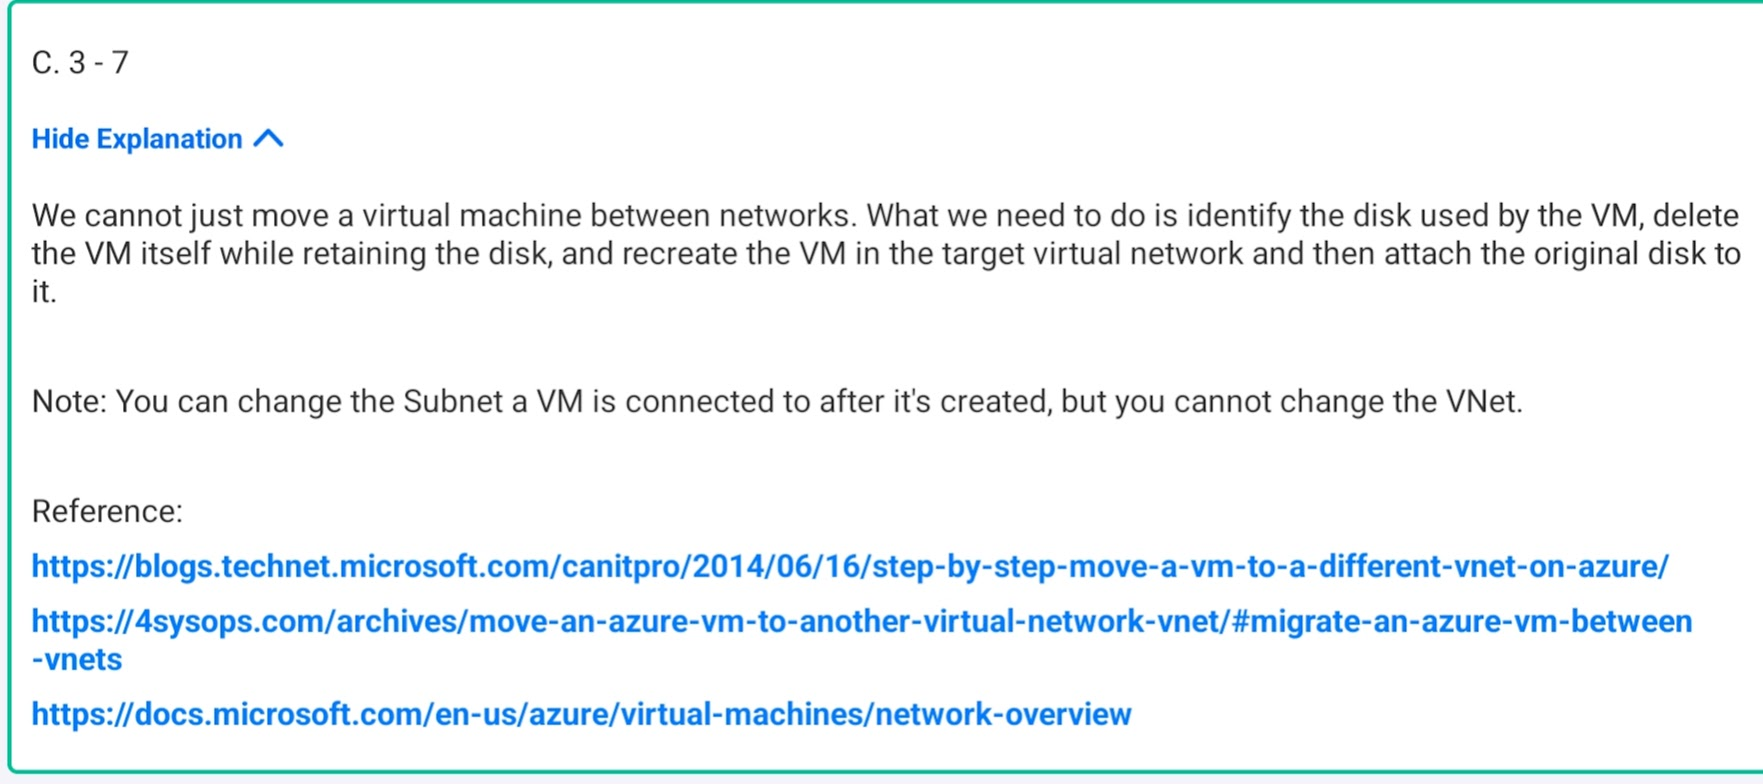 C. 3 - 7
Hide Explanation
We cannot just move a virtual machine between networks. What we need to do is identify the disk used by the VM, delete
the VM itself while retaining the disk, and recreate the VM in the target virtual network and then attach the original disk to
it.
Note: You can change the Subnet a VM is connected to after it's created, but you cannot change the VNet.
Reference:
https://blogs.technet.microsoft.com/canitpro/2014/06/16/step-by-step-move-a-vm-to-a-different-vnet-on-azure/
https://4sysops.com/archives/move-an-azure-vm-to-another-virtual-network-vnet/#migrate-an-azure-vm-between
-vnets
https://docs.microsoft.com/en-us/azure/virtual-machines/network-overview